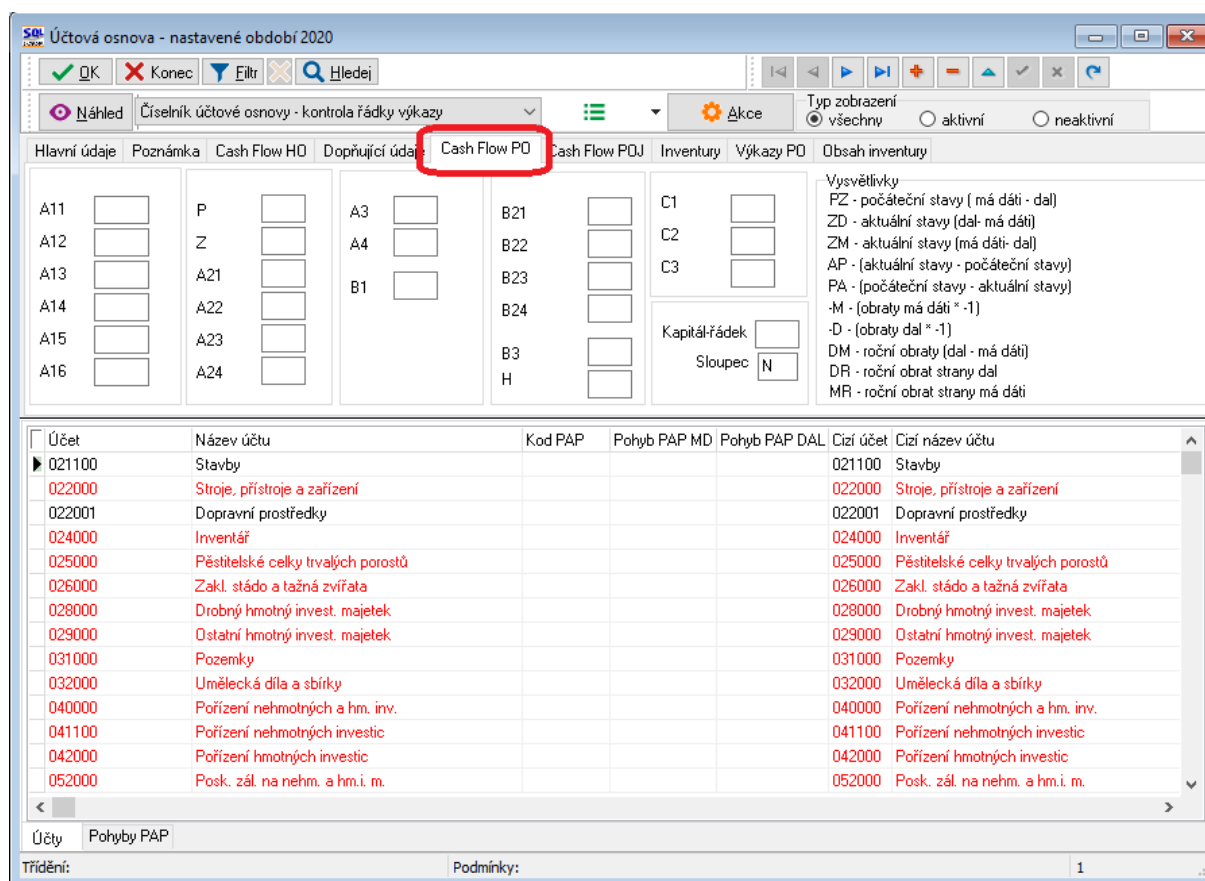 SQL Účtová osnova - nastavené období 2020
OK Konec Filtr Hledej
Náhled Číselník účtové osnovy - kontrola řádky výkazy Akce Typ zobrazení
všechny aktivní neaktivní
Hlavní údaje Poznámka Cash Flow HO Dopňující údaje Cash Flow PO Cash Flow POJ Inventury Výkazy PO Obsah inventury
A11
A12
A13
A14
A15
A16
P
Z
A21
A22
A23
A24
A3
A4
B1
B21
B22
B23
B24
B3
H
C1
C2
C3
Kapitál-řádek
Sloupec N
Vysvětlivky
PZ - počáteční stavy ( má dáti - dal)
ZD - aktuální stavy (dal- má dáti)
ZM - aktuální stavy (má dáti- dal)
AP - (aktuální stavy - počáteční stavy)
PA - (počáteční stavy - aktuální stavy)
-M - (obraty má dáti * -1)
-D - (obraty dal * -1)
DM - roční obraty (dal - má dáti)
DR - roční obrat strany dal
MR - roční obrat strany má dáti
Účet Název účtu Kod PAP Pohyb PAP MD Pohyb PAP DAL Cizí účet Cizí název účtu
021100 Stavby 021100 Stavby
022000 Stroje, přístroje a zařízení 022000 Stroje, přístroje a zařízení
022001 Dopravní prostředky 022001 Dopravní prostředky
024000 Inventář 024000 Inventář
025000 Pěstitelské celky trvalých porostů 025000 Pěstitelské celky trvalých porostů
026000 Zakl. stádo a tažná zvířata 026000 Zakl. stádo a tažná zvířata
028000 Drobný hmotný invest. majetek 028000 Drobný hmotný invest. majetek
029000 Ostatní hmotný invest. majetek 029000 Ostatní hmotný invest. majetek
031000 Pozemky 031000 Pozemky
032000 Umělecká díla a sbírky 032000 Umělecká díla a sbírky
040000 Pořízení nehmotných a hm. inv. 040000 Pořízení nehmotných a hm. inv.
041100 Pořízení nehmotných investic 041100 Pořízení nehmotných investic
042000 Pořízení hmotných investic 042000 Pořízení hmotných investic
052000 Posk. zál. na nehm. a hm.i. m. 052000 Posk. zál. na nehm. a hm.i. m.
Účty Pohyby PAP
Třídění: Podmínky: 1